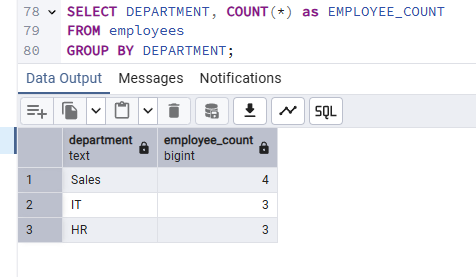 78 SELECT DEPARTMENT, COUNT(*) as EMPLOYEE_COUNT
79 FROM employees
80 GROUP BY DEPARTMENT;
Data Output Messages Notifications
SQL
department employee_count
text bigint
1 Sales 4
2 IT 3
3 HR 3